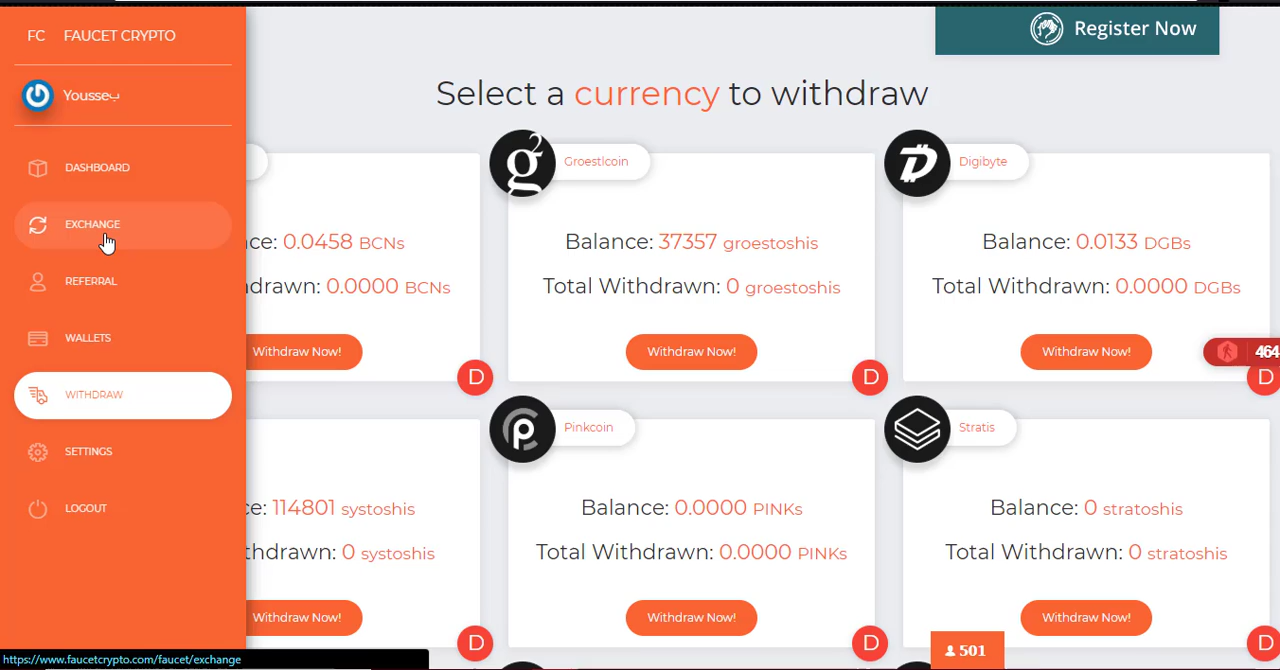 FC FAUCET CRYPTO
Yousseب
DASHBOARD
EXCHANGE
REFERRAL
WALLETS
WITHDRAW
SETTINGS
LOGOUT
https://www.faucetcrypto.com/faucet/exchange
Register Now
Select a currency to withdraw
ce: 0.0458 BCNs
hdrawn: 0.0000 BCNs
Withdraw Now!
D
Groestlcoin
Balance: 37357 groestoshis
Total Withdrawn: 0 groestoshis
Withdraw Now!
D
Digibyte
Balance: 0.0133 DGBs
Total Withdrawn: 0.0000 DGBs
Withdraw Now!
464
D
ce: 114801 systoshis
thdrawn: 0 systoshis
Withdraw Now!
D
Pinkcoin
Balance: 0.0000 PINKs
Total Withdrawn: 0.0000 PINKs
Withdraw Now!
D
Stratis
Balance: 0 stratoshis
Total Withdrawn: 0 stratoshis
Withdraw Now!
D
501